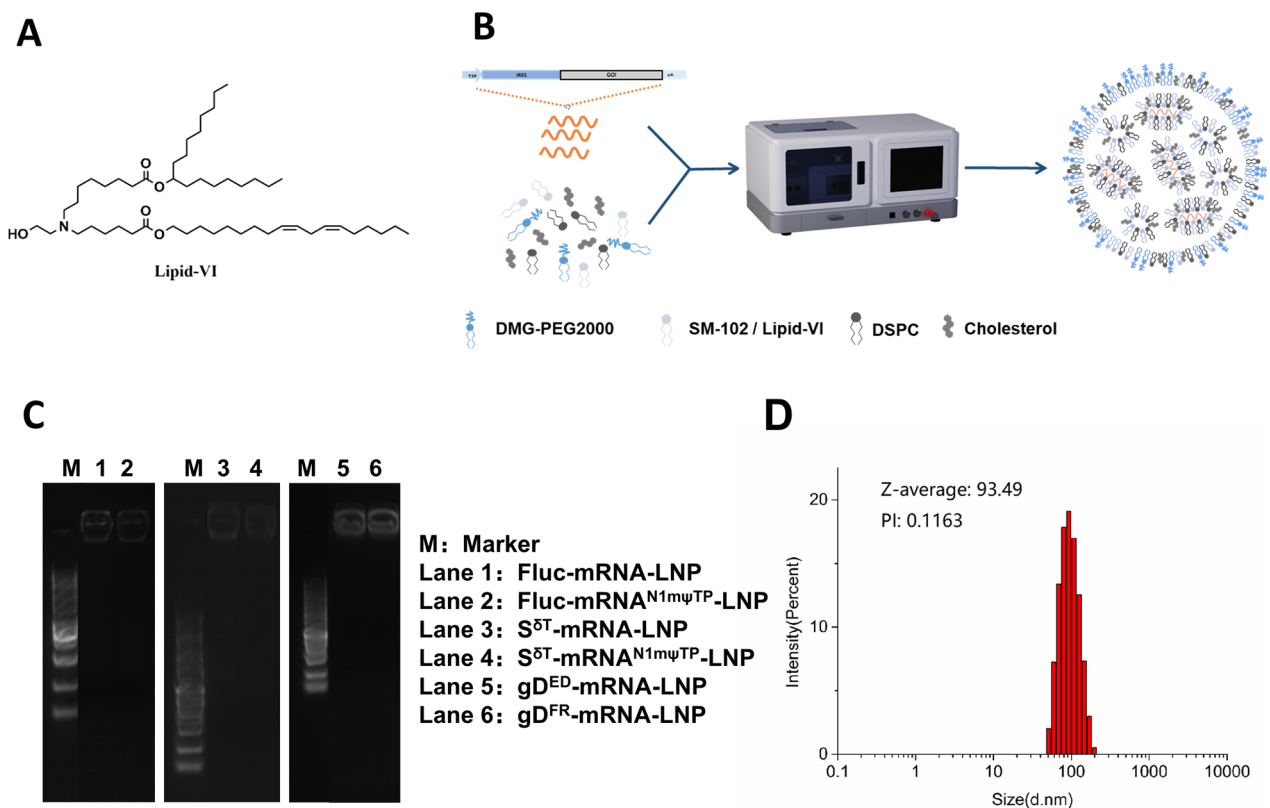 A
O
O
O
O
HO
N
Lipid-VI
B
T7P IRES GOI pA
DMG-PEG2000
SM-102 / Lipid-VI
DSPC
Cholesterol
C
M 1 2
M 3 4
M 5 6
M：Marker
Lane 1：Fluc-mRNA-LNP
Lane 2：Fluc-mRNAᴺ¹ᵐᵠᵀᴾ-LNP
Lane 3：Sᵟᵀ-mRNA-LNP
Lane 4：Sᵟᵀ-mRNAᴺ¹ᵐᵠᵀᴾ-LNP
Lane 5：gDᴱᴰ-mRNA-LNP
Lane 6：gDFR-mRNA-LNP
D
Z-average: 93.49
PI: 0.1163
Intensity(Percent)
20
10
0
0.1 1 10 100 1000 10000
Size(d.nm)